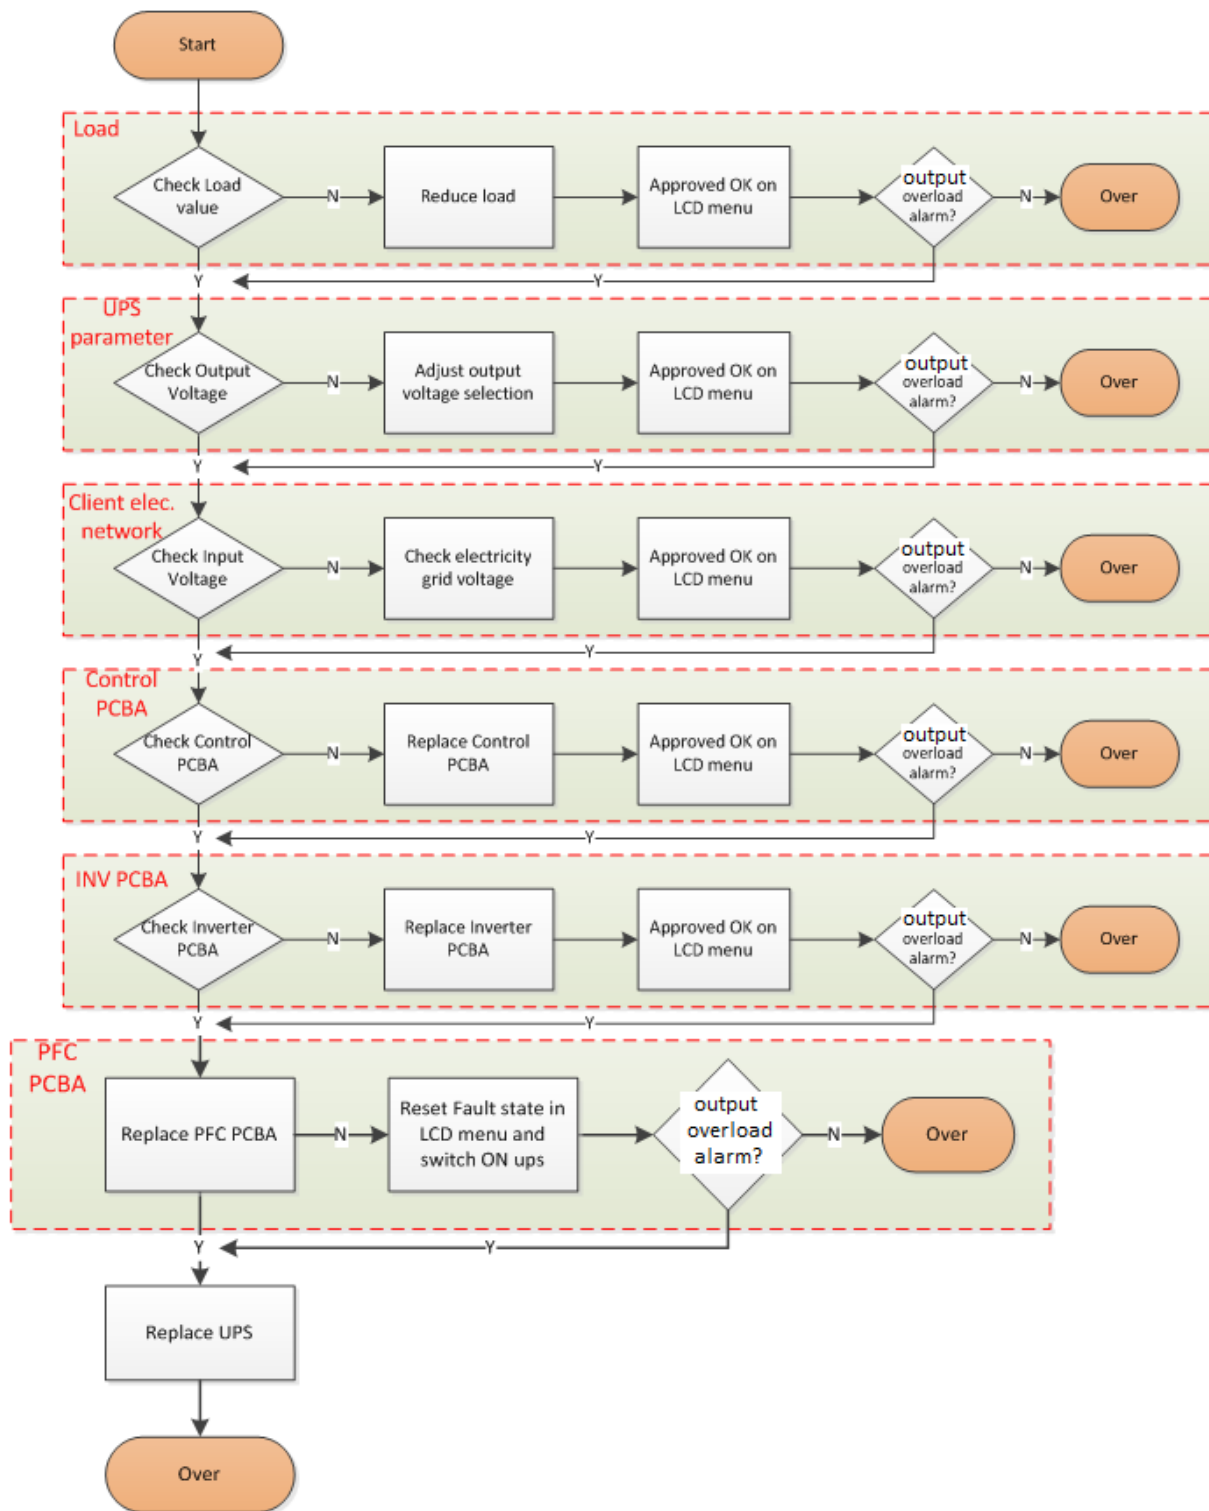 Start
Load
Check Load
value
N
Reduce load
Approved OK on
LCD menu
output
overload
alarm?
N
Over
Y
Y
UPS
parameter
Check Output
Voltage
N
Adjust output
voltage selection
Approved OK on
LCD menu
output
overload
alarm?
N
Over
Y
Y
Client elec.
network
Check Input
Voltage
N
Check electricity
grid voltage
Approved OK on
LCD menu
output
overload
alarm?
N
Over
Y
Y
Control
PCBA
Check Control
PCBA
N
Replace Control
PCBA
Approved OK on
LCD menu
output
overload
alarm?
N
Over
Y
Y
INV PCBA
Check Inverter
PCBA
N
Replace Inverter
PCBA
Approved OK on
LCD menu
output
overload
alarm?
N
Over
Y
Y
PFC
PCBA
Replace PFC PCBA
N
Reset Fault state in
LCD menu and
switch ON ups
output
overload
alarm?
N
Over
Y
Y
Replace UPS
Over